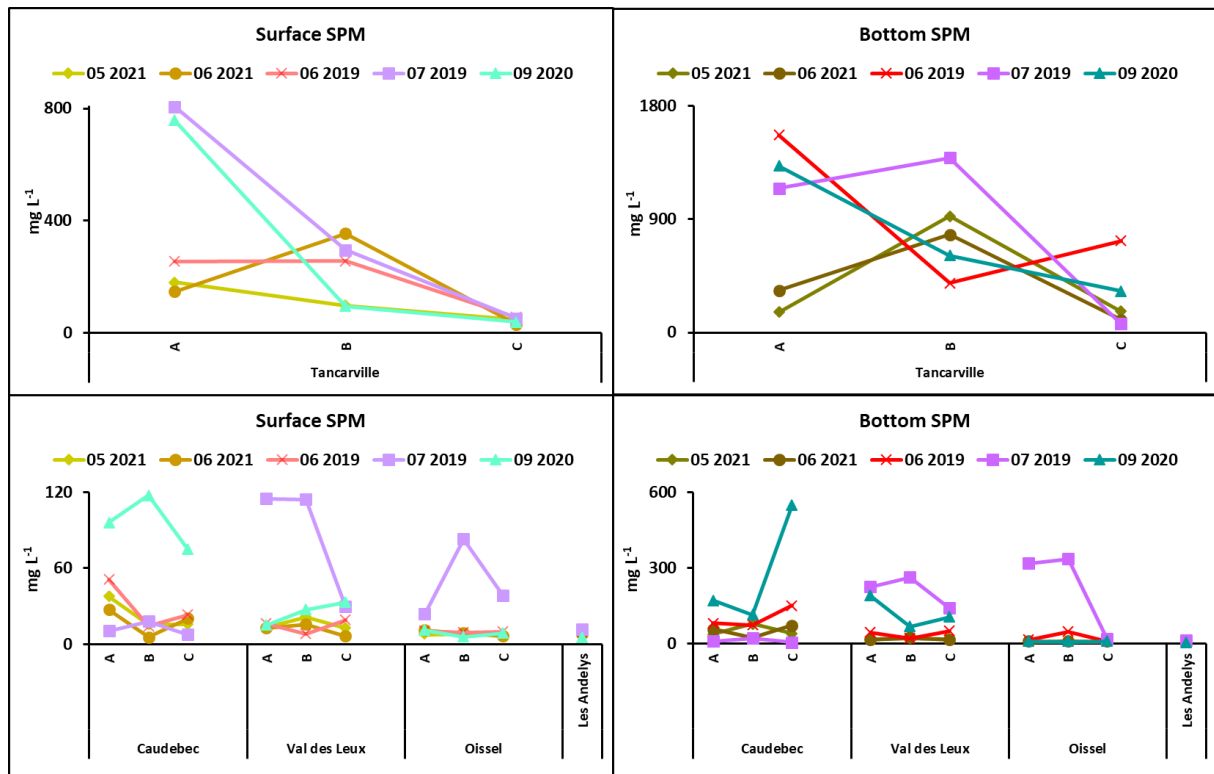 Surface SPM
05 2021 06 2021 06 2019 07 2019 09 2020
mg L-1
800
400
0
A B C
Tancarville
Bottom SPM
05 2021 06 2021 06 2019 07 2019 09 2020
mg L-1
1800
900
0
A B C
Tancarville
Surface SPM
05 2021 06 2021 06 2019 07 2019 09 2020
mg L-1
120
60
0
A B C A B C A B C Les Andelys
Caudebec Val des Leux Oissel
Bottom SPM
05 2021 06 2021 06 2019 07 2019 09 2020
mg L-1
600
300
0
A B C A B C A B C Les Andelys
Caudebec Val des Leux Oissel